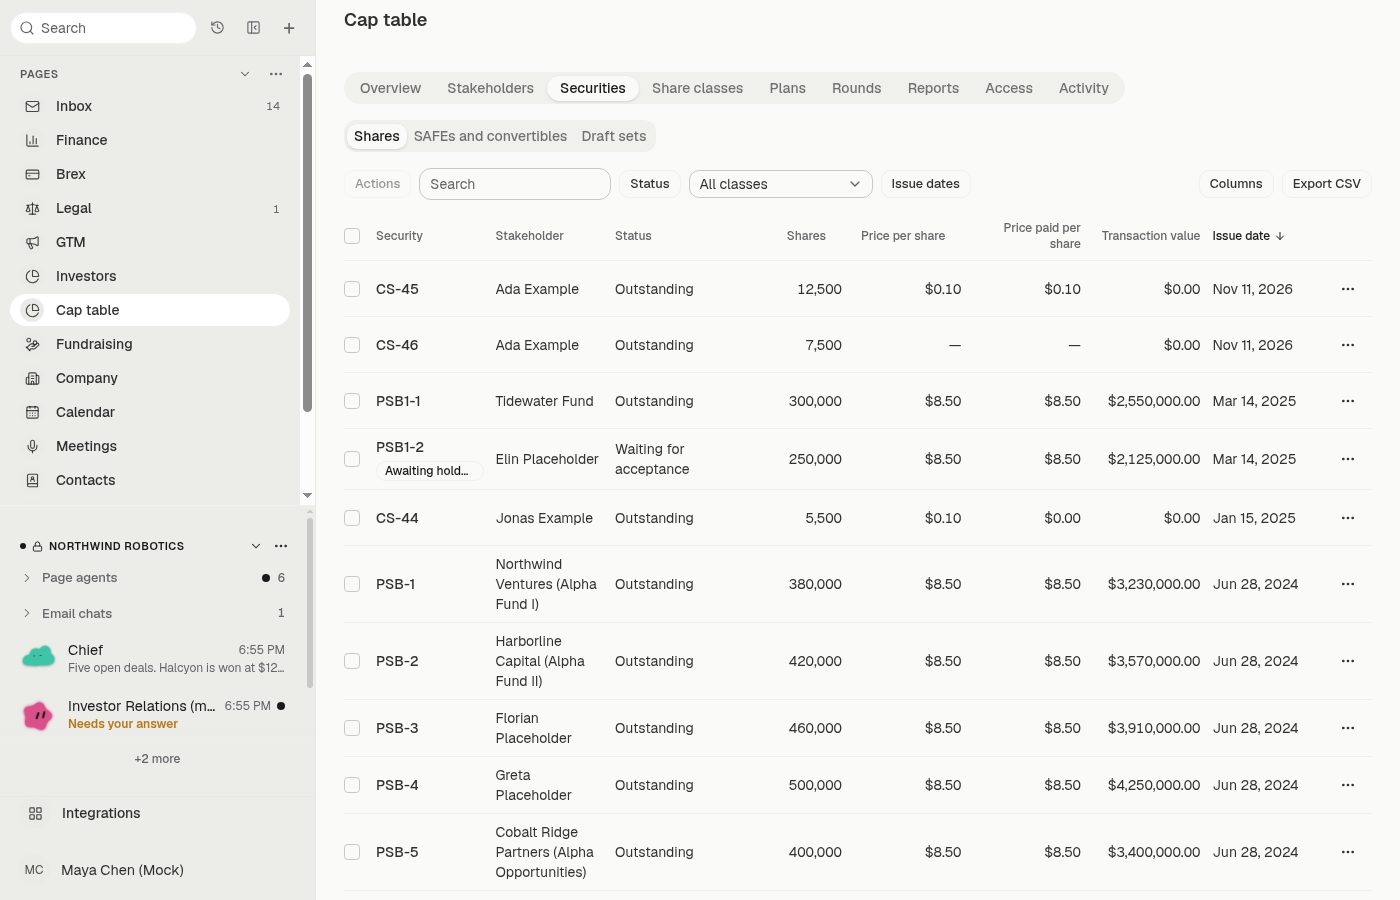 Search
PAGES
Inbox 14
Finance
Brex
Legal 1
GTM
Investors
Cap table
Fundraising
Company
Calendar
Meetings
Contacts
NORTHWIND ROBOTICS
Page agents 6
Email chats 1
Chief 6:55 PM
Five open deals. Halcyon is won at $12…
Investor Relations (m… 6:55 PM
Needs your answer
+2 more
Integrations
MC Maya Chen (Mock)
Cap table
Overview Stakeholders Securities Share classes Plans Rounds Reports Access Activity
Shares SAFEs and convertibles Draft sets
Actions Search Status All classes Issue dates Columns Export CSV
Security Stakeholder Status Shares Price per share Price paid per share Transaction value Issue date
CS-45 Ada Example Outstanding 12,500 $0.10 $0.10 $0.00 Nov 11, 2026
CS-46 Ada Example Outstanding 7,500 — — $0.00 Nov 11, 2026
PSB1-1 Tidewater Fund Outstanding 300,000 $8.50 $8.50 $2,550,000.00 Mar 14, 2025
PSB1-2 Awaiting hold… Elin Placeholder Waiting for acceptance 250,000 $8.50 $8.50 $2,125,000.00 Mar 14, 2025
CS-44 Jonas Example Outstanding 5,500 $0.10 $0.00 $0.00 Jan 15, 2025
PSB-1 Northwind Ventures (Alpha Fund I) Outstanding 380,000 $8.50 $8.50 $3,230,000.00 Jun 28, 2024
PSB-2 Harborline Capital (Alpha Fund II) Outstanding 420,000 $8.50 $8.50 $3,570,000.00 Jun 28, 2024
PSB-3 Florian Placeholder Outstanding 460,000 $8.50 $8.50 $3,910,000.00 Jun 28, 2024
PSB-4 Greta Placeholder Outstanding 500,000 $8.50 $8.50 $4,250,000.00 Jun 28, 2024
PSB-5 Cobalt Ridge Partners (Alpha Opportunities) Outstanding 400,000 $8.50 $8.50 $3,400,000.00 Jun 28, 2024